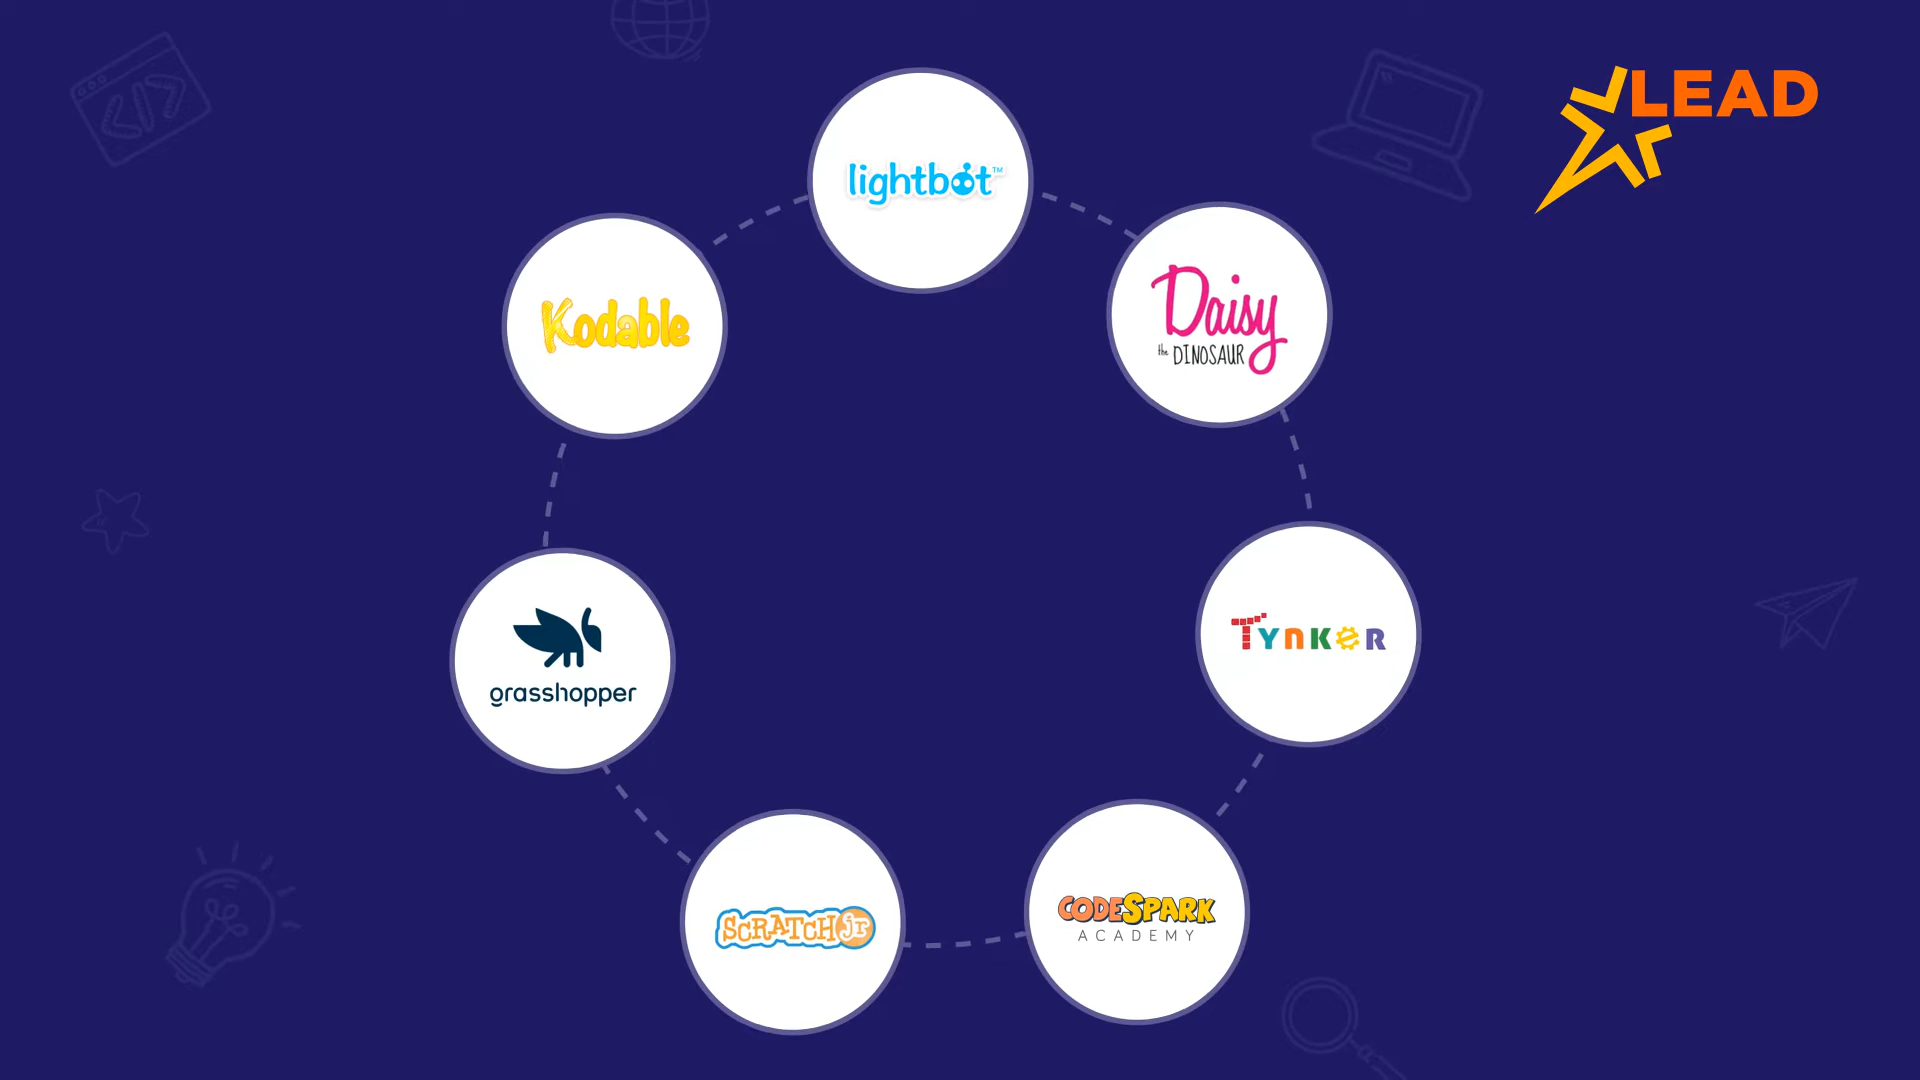 LEAD
lightbot™
Kodable
Daisy
the DINOSAUR
grasshopper
TYNKER
SCRATCHjr
CODESPARK
ACADEMY